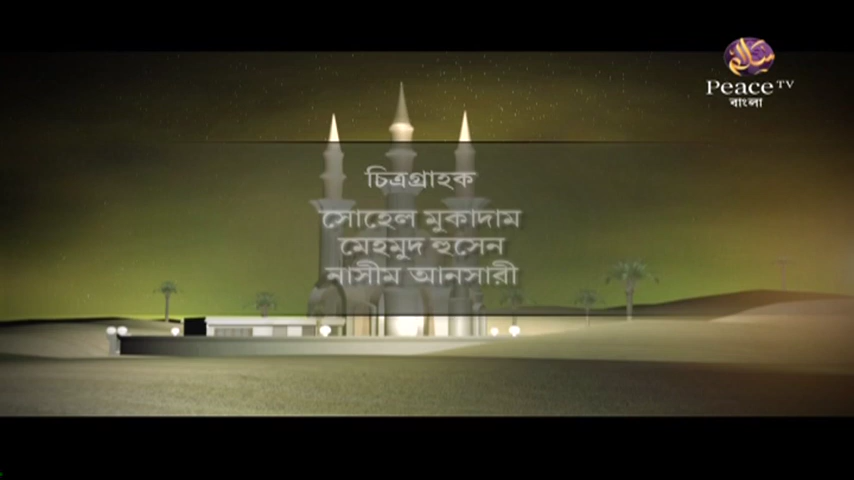 Peace TV
বাংলা
চিত্রগ্রাহক
সোহেল মুকাদাম
মেহমুদ হুসেন
নাসীম আনসারী